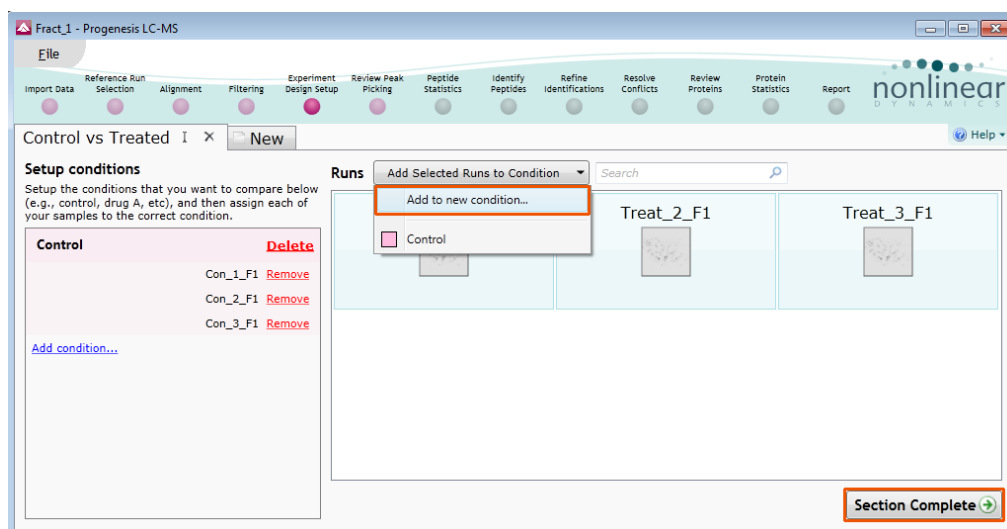 Fract_1 - Progenesis LC-MS
File
Import Data
Reference Run
Selection
Alignment
Filtering
Experiment
Design Setup
Review Peak
Picking
Peptide
Statistics
Identify
Peptides
Refine
Identifications
Resolve
Conflicts
Review
Proteins
Protein
Statistics
Report
nonlinear
DYNAMICS
Control vs Treated
New
Help
Setup conditions
Setup the conditions that you want to compare below
(e.g., control, drug A, etc), and then assign each of
your samples to the correct condition.
Control Delete
Con_1_F1 Remove
Con_2_F1 Remove
Con_3_F1 Remove
Add condition...
Runs Add Selected Runs to Condition Search
Add to new condition...
Control
Treat_2_F1 Treat_3_F1
Section Complete